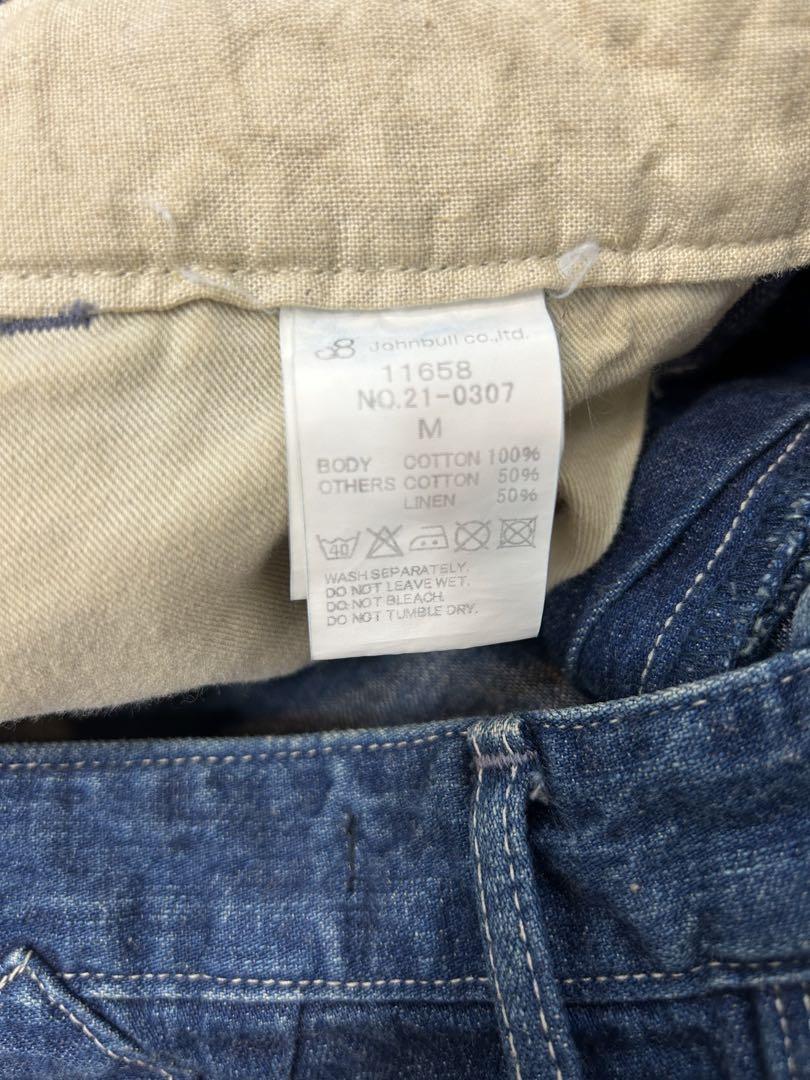 Johnbull co.,ltd.
11658
NO.21-0307
M
BODY COTTON 100%
OTHERS COTTON 50%
LINEN 50%
40
WASH SEPARATELY.
DO NOT LEAVE WET.
DO NOT BLEACH.
DO NOT TUMBLE DRY.